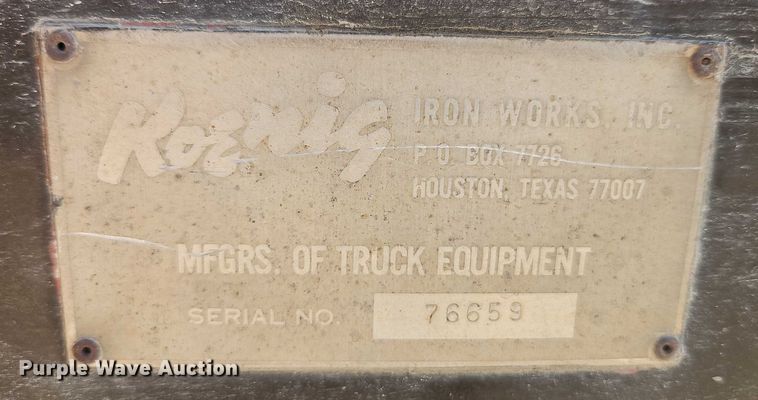 Koenig IRON WORKS, INC.
P O BOX 7726
HOUSTON, TEXAS 77007
MFGRS. OF TRUCK EQUIPMENT
SERIAL NO. 76659
Purple Wave Auction